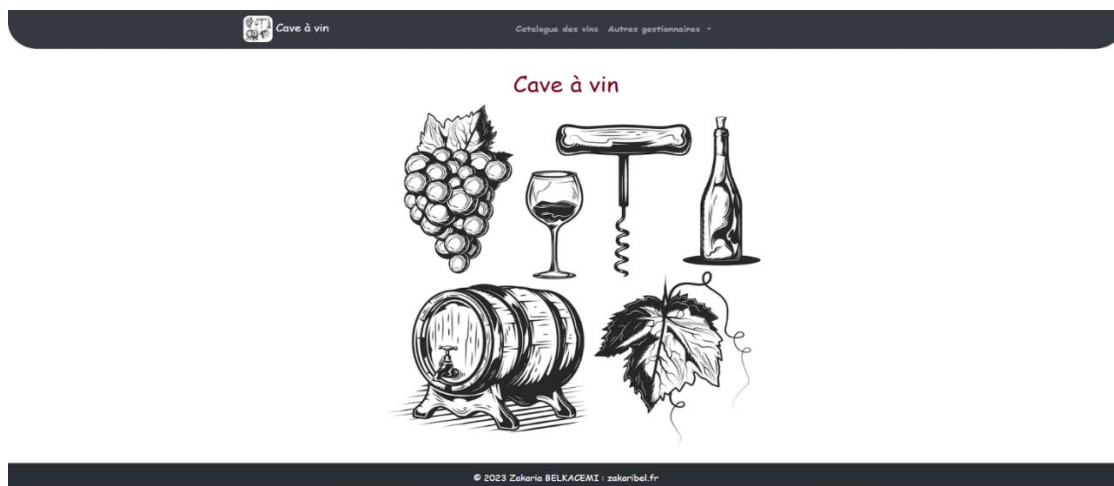 Cave à vin
Catalogue des vins Autres gestionnaires
Cave à vin
© 2023 Zakaria BELKACEMI : zakaribel.fr